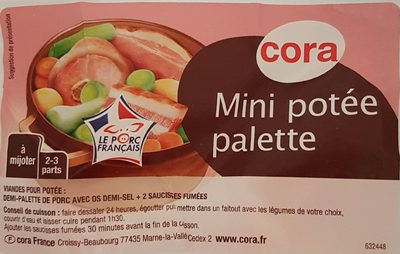 Suggestion de présentation
cora
Mini potée
palette
LE PORC
FRANÇAIS
à
mijoter
2-3
parts
VIANDES POUR POTÉE :
DEMI-PALETTE DE PORC AVEC OS DEMI-SEL + 2 SAUCISSES FUMÉES
Conseil de cuisson : faire dessaler 24 heures, égoutter puis mettre dans un faitout avec les légumes de votre choix,
couvrir d'eau et laisser cuire pendant 1h30.
Ajouter les saucisses fumées 30 minutes avant la fin de la cuisson.
F cora France Croissy-Beaubourg 77435 Marne-la-Vallée Cedex 2 www.cora.fr
632448